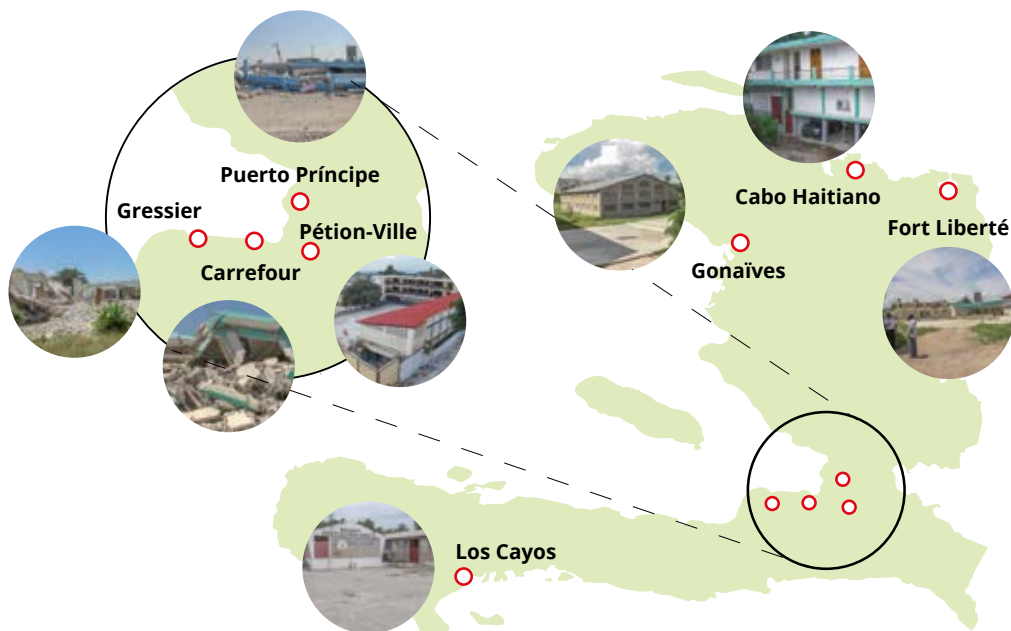 Puerto Príncipe
Gressier
Pétion-Ville
Carrefour
Cabo Haitiano
Fort Liberté
Gonaïves
Los Cayos